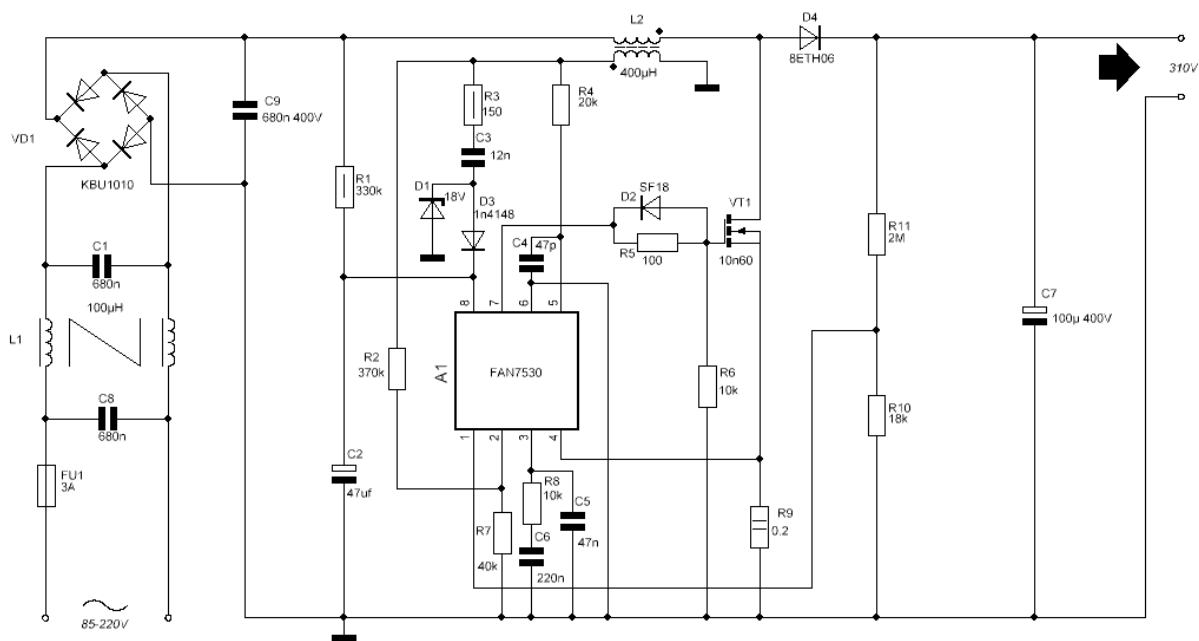 L2
400µH
D4
8ETH06
310V
C9
680n 400V
VD1
KBU1010
R3
150
C3
12n
R4
20k
R1
330k
D1
18V
D3
1n4148
C4
47p
D2
SF18
R5
100
VT1
10n60
R11
2M
C1
680n
100µH
L1
8
7
6
5
A1
FAN7530
R2
370k
R6
10k
C7
100µ 400V
R10
18k
C8
680n
1
2
3
4
FU1
3A
C2
47uf
R8
10k
C5
47n
R7
40k
C6
220n
R9
0.2
85-220V